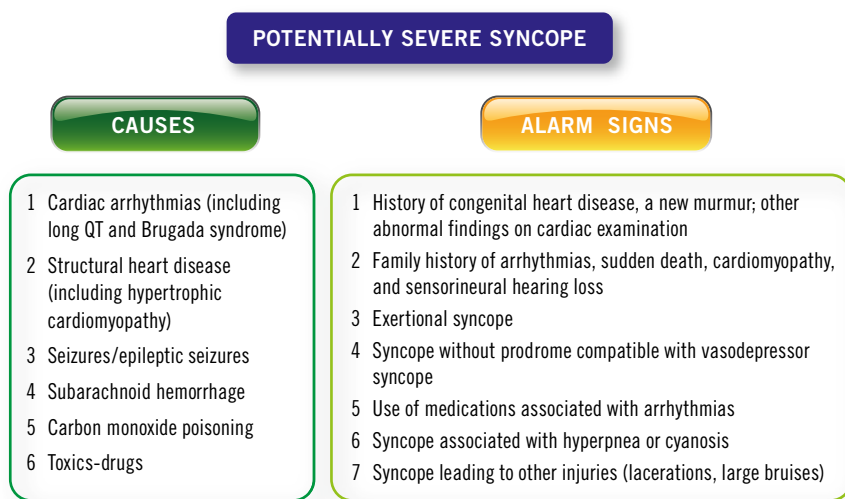 POTENTIALLY SEVERE SYNCOPE
CAUSES
1 Cardiac arrhythmias (including
long QT and Brugada syndrome)
2 Structural heart disease
(including hypertrophic
cardiomyopathy)
3 Seizures/epileptic seizures
4 Subarachnoid hemorrhage
5 Carbon monoxide poisoning
6 Toxics-drugs
ALARM SIGNS
1 History of congenital heart disease, a new murmur; other
abnormal findings on cardiac examination
2 Family history of arrhythmias, sudden death, cardiomyopathy,
and sensorineural hearing loss
3 Exertional syncope
4 Syncope without prodrome compatible with vasodepressor
syncope
5 Use of medications associated with arrhythmias
6 Syncope associated with hyperpnea or cyanosis
7 Syncope leading to other injuries (lacerations, large bruises)